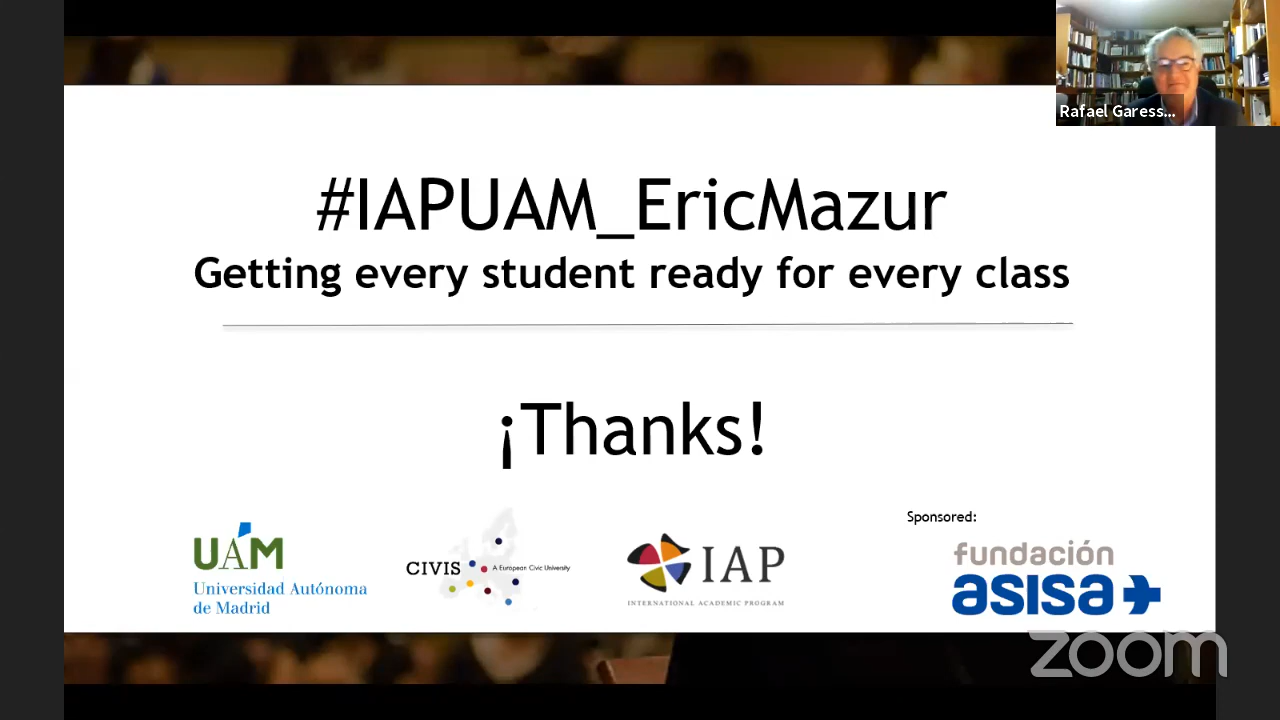 Rafael Garess...
#IAPUAM_EricMazur
Getting every student ready for every class
¡Thanks!
Sponsored:
UAM
Universidad Autónoma
de Madrid
CIVIS
A European Civic University
IAP
INTERNATIONAL ACADEMIC PROGRAM
fundación
asisa
zoom